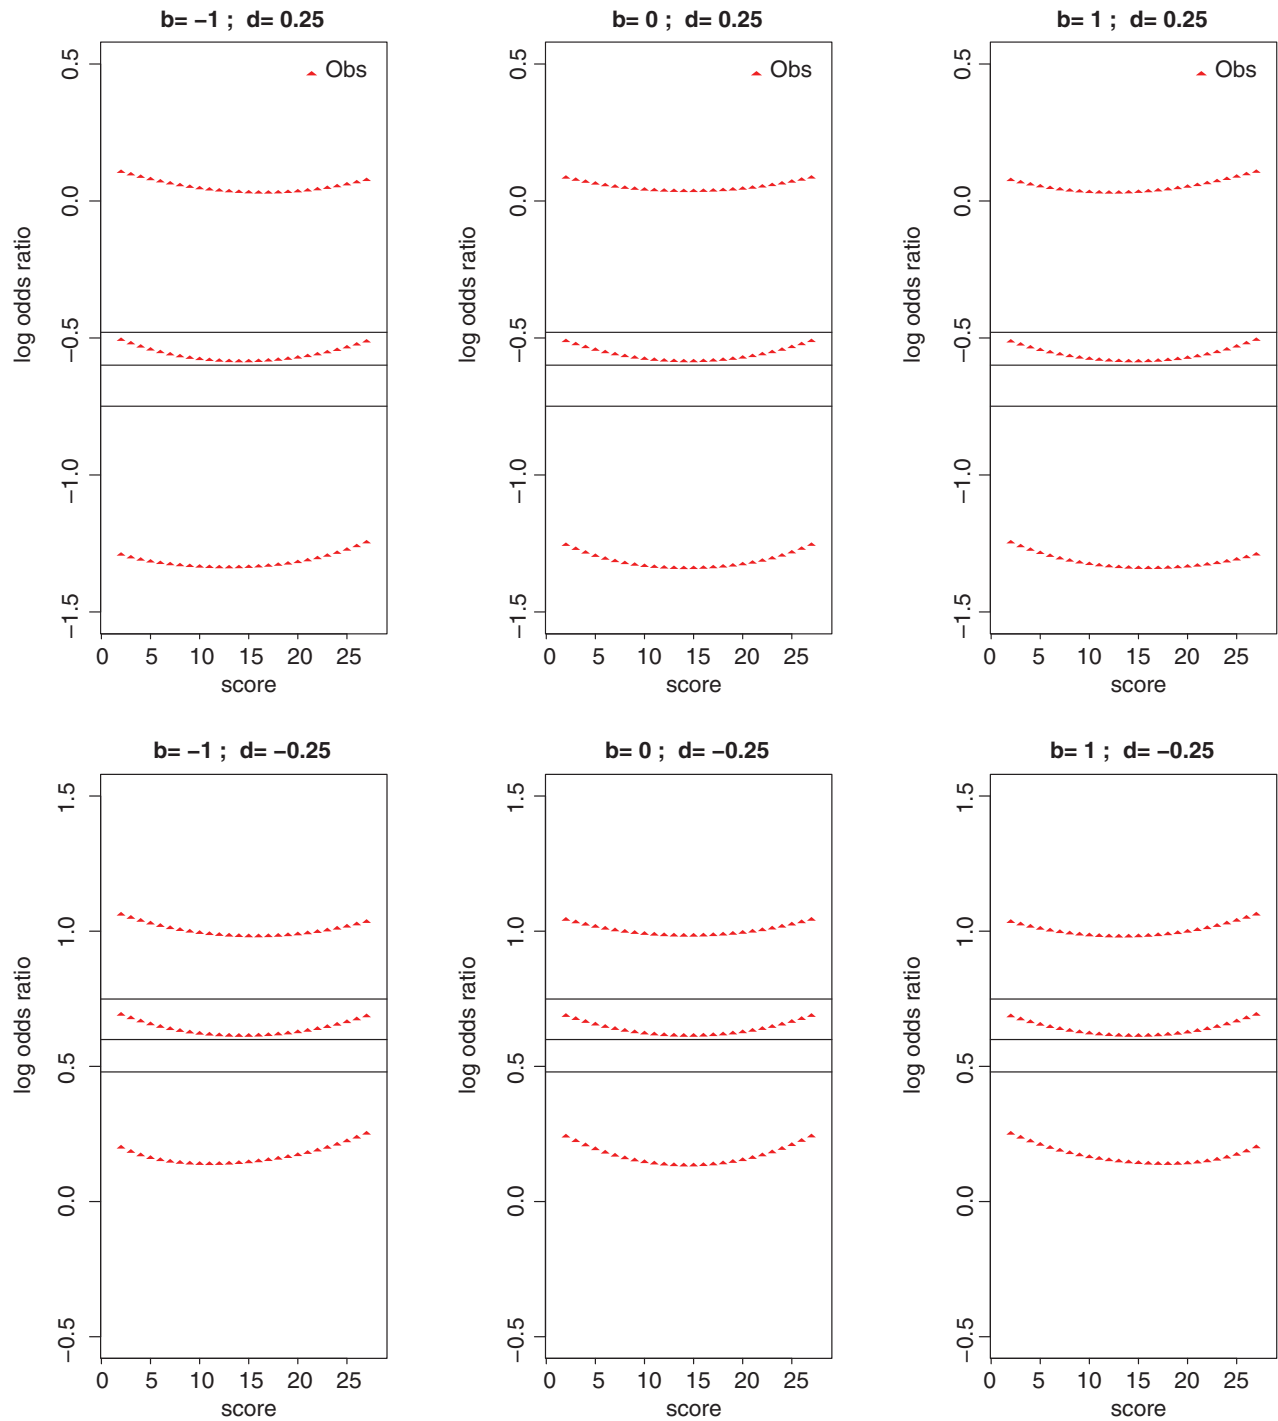 b= −1 ;  d= 0.25
b= 0 ;  d= 0.25
b= 1 ;  d= 0.25
Obs
Obs
Obs
0.5
0.0
−0.5
−1.0
−1.5
log odds ratio
0 5 10 15 20 25
score
0.5
0.0
−0.5
−1.0
−1.5
log odds ratio
0 5 10 15 20 25
score
0.5
0.0
−0.5
−1.0
−1.5
log odds ratio
0 5 10 15 20 25
score
b= −1 ;  d= −0.25
b= 0 ;  d= −0.25
b= 1 ;  d= −0.25
1.5
1.0
0.5
0.0
−0.5
log odds ratio
0 5 10 15 20 25
score
1.5
1.0
0.5
0.0
−0.5
log odds ratio
0 5 10 15 20 25
score
1.5
1.0
0.5
0.0
−0.5
log odds ratio
0 5 10 15 20 25
score